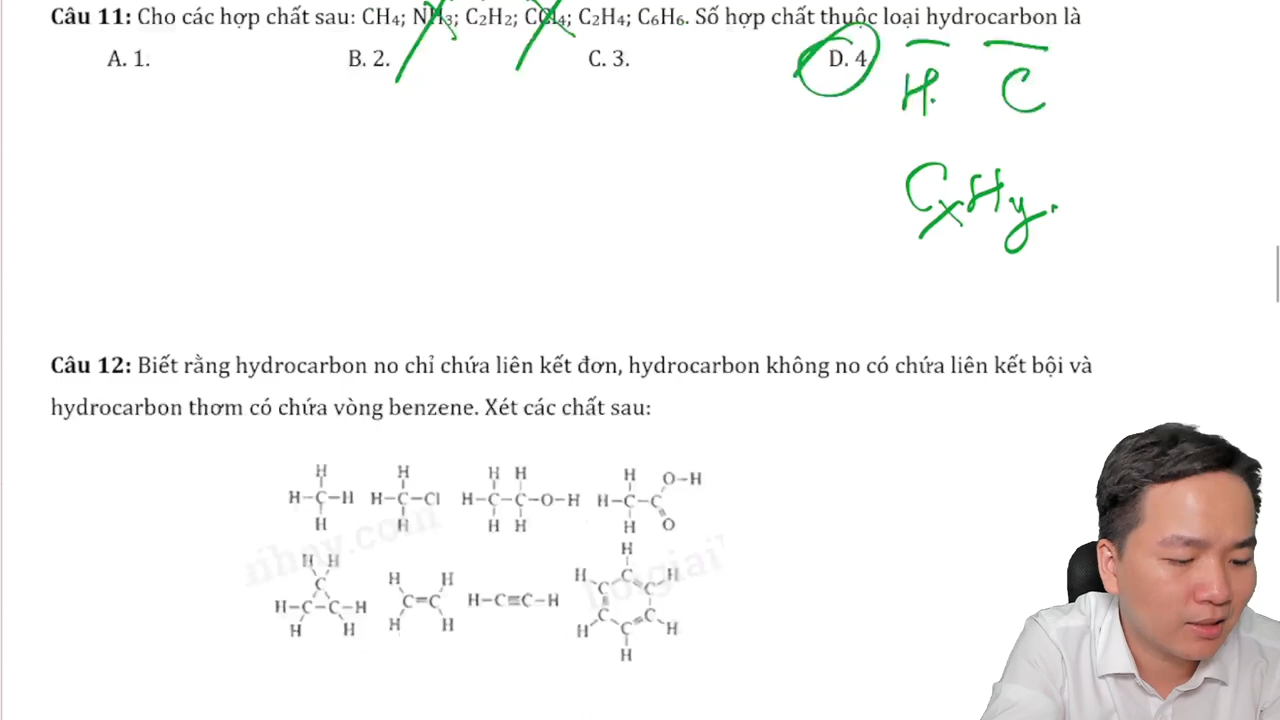 Câu 11: Cho các hợp chất sau: CH₄; NH₃; C₂H₂; CCl₄; C₂H₄; C₆H₆. Số hợp chất thuộc loại hydrocarbon là
A. 1. B. 2. C. 3. D. 4
H. C
CxHy.
Câu 12: Biết rằng hydrocarbon no chỉ chứa liên kết đơn, hydrocarbon không no có chứa liên kết bội và
hydrocarbon thơm có chứa vòng benzene. Xét các chất sau:
H H H H H O-H
H-C-H H-C-Cl H-C-C-O-H H-C-C
H H H H H O
H H H H H H H
C C C
H-C-C-H C=C H-C≡C-H C C
H H H H C C
H C H
H